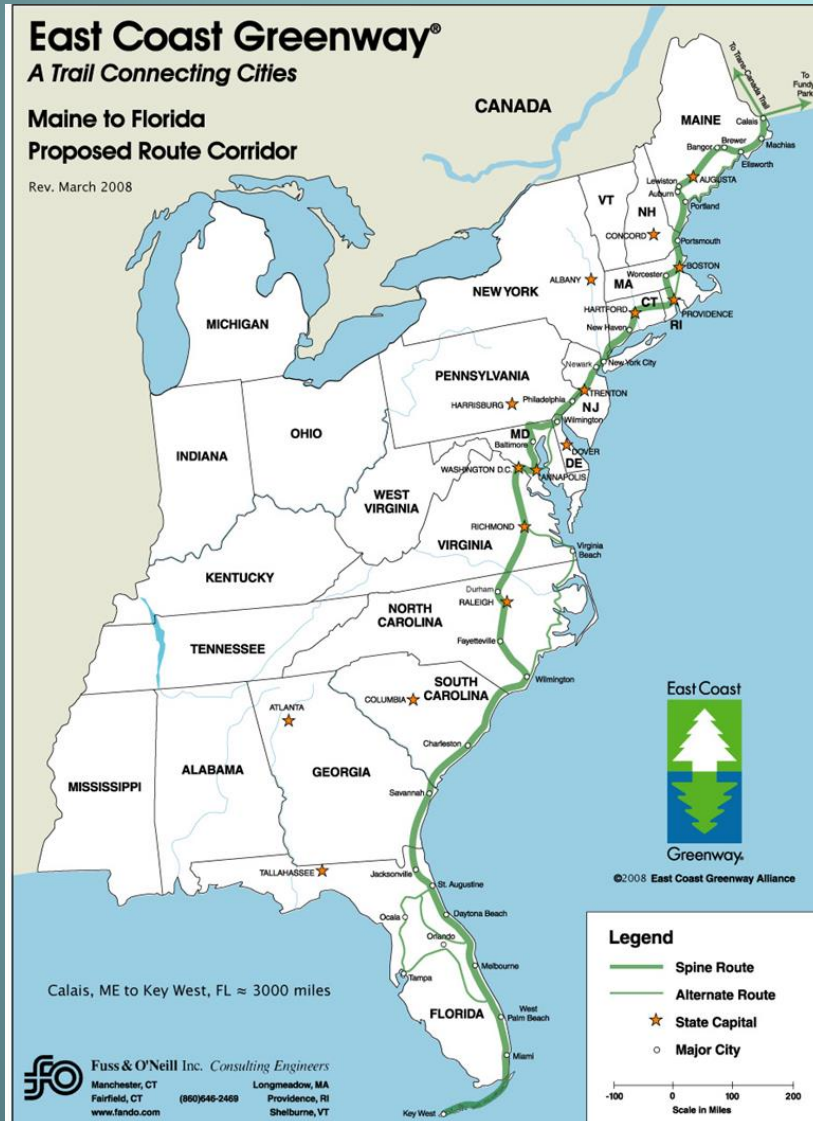 East Coast Greenway®
A Trail Connecting Cities
Maine to Florida
Proposed Route Corridor
Rev. March 2008
CANADA
To Trans-Canada Trail
To
Fundy
Park
MAINE
Calais
Bangor
Brewer
Machias
Ellsworth
AUGUSTA
Lewiston
Auburn
Portland
VT
NH
CONCORD
Portsmouth
BOSTON
Worcester
MA
ALBANY
NEW YORK
CT
HARTFORD
PROVIDENCE
RI
New Haven
MICHIGAN
New York City
Newark
PENNSYLVANIA
TRENTON
Philadelphia
HARRISBURG
NJ
Wilmington
OHIO
MD
Baltimore
DOVER
INDIANA
DE
WASHINGTON D.C.
ANNAPOLIS
WEST
VIRGINIA
RICHMOND
VIRGINIA
Virginia
Beach
KENTUCKY
Durham
RALEIGH
NORTH
CAROLINA
TENNESSEE
Fayetteville
Wilmington
SOUTH
CAROLINA
COLUMBIA
ATLANTA
Charleston
MISSISSIPPI
ALABAMA
GEORGIA
Savannah
TALLAHASSEE
Jacksonville
St. Augustine
Ocala
Daytona Beach
Orlando
Melbourne
Tampa
FLORIDA
West
Palm Beach
Miami
Key West
East Coast
Greenway®
©2008 East Coast Greenway Alliance
Calais, ME to Key West, FL ≈ 3000 miles
Legend
Spine Route
Alternate Route
State Capital
Major City
-100 0 100 200
Scale in Miles
Fuss & O'Neill Inc. Consulting Engineers
Manchester, CT Longmeadow, MA
Fairfield, CT (860)646-2469 Providence, RI
www.fando.com Shelburne, VT